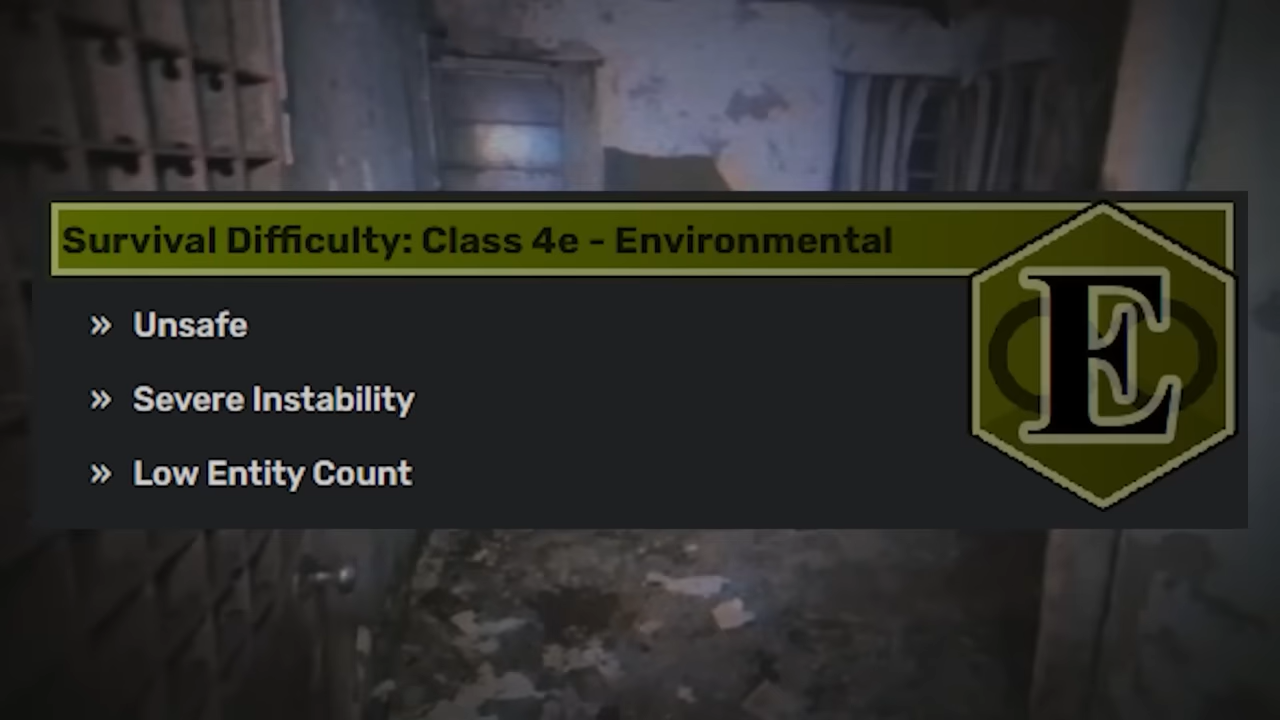 Survival Difficulty: Class 4e - Environmental
» Unsafe
» Severe Instability
» Low Entity Count
E